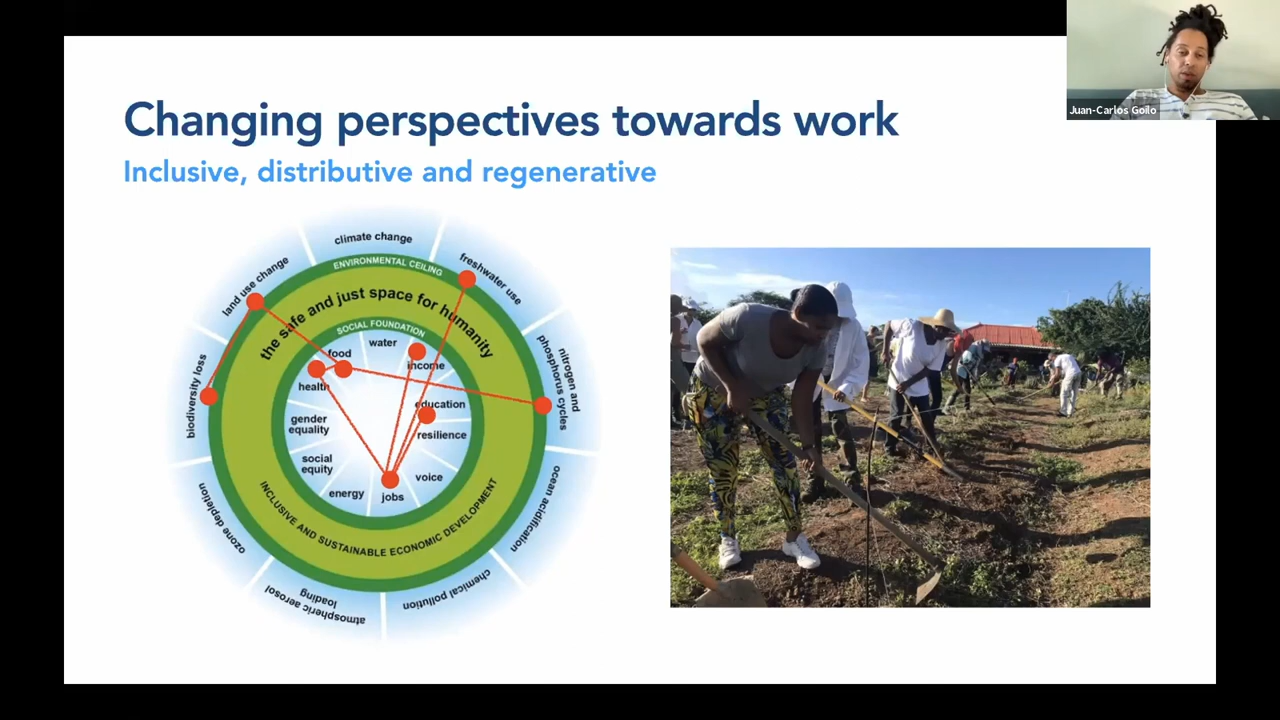 Juan-Carlos Goilo
Changing perspectives towards work
Inclusive, distributive and regenerative
climate change
freshwater use
nitrogen and
phosphorus cycles
ocean acidification
chemical pollution
atmospheric aerosol
loading
ozone depletion
biodiversity loss
land use change
ENVIRONMENTAL CEILING
the safe and just space for humanity
SOCIAL FOUNDATION
water
income
education
resilience
voice
jobs
energy
social
equity
gender
equality
health
food
INCLUSIVE AND SUSTAINABLE ECONOMIC DEVELOPMENT